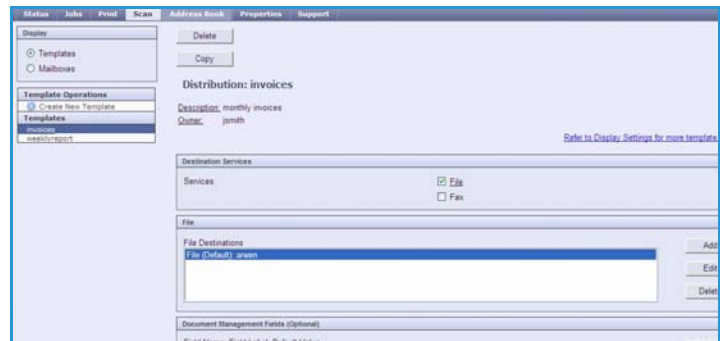 Status Jobs Print Scan Address Book Properties Support
Display
Templates
Mailboxes
Template Operations
Create New Template
Templates
invoices
weeklyreport
Delete
Copy
Distribution: invoices
Description: monthly invoices
Owner: jsmith
Refer to Display Settings for more template
Destination Services
Services
File
Fax
File
File Destinations
File (Default): arwen
Add
Edit
Delet
Document Management Fields (Optional)